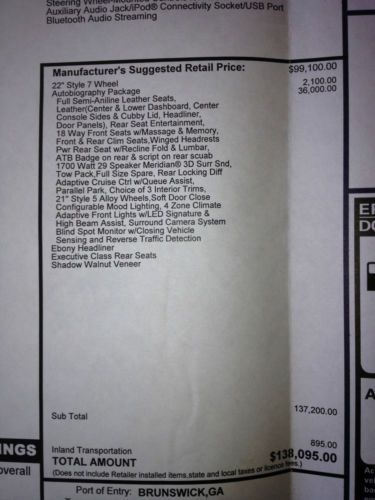 Steering Wheel-Mounted
Auxiliary Audio Jack/iPod® Connectivity Socket/USB Port
Bluetooth Audio Streaming
Manufacturer's Suggested Retail Price: $99,100.00
22" Style 7 Wheel 2,100.00
Autobiography Package 36,000.00
Full Semi-Aniline Leather Seats,
Leather(Center & Lower Dashboard, Center
Console Sides & Cubby Lid, Headliner,
Door Panels), Rear Seat Entertainment,
18 Way Front Seats w/Massage & Memory,
Front & Rear Clim Seats,Winged Headrests
Pwr Rear Seat w/Recline Fold & Lumbar,
ATB Badge on rear & script on rear scuab
1700 Watt 29 Speaker Meridian® 3D Surr Snd,
Tow Pack,Full Size Spare, Rear Locking Diff
Adaptive Cruise Ctrl w/Queue Assist,
Parallel Park, Choice of 3 Interior Trims,
21" Style 5 Alloy Wheels,Soft Door Close
Configurable Mood Lighting, 4 Zone Climate
Adaptive Front Lights w/LED Signature &
High Beam Assist, Surround Camera System
Blind Spot Monitor w/Closing Vehicle
Sensing and Reverse Traffic Detection
Ebony Headliner
Executive Class Rear Seats
Shadow Walnut Veneer
Sub Total 137,200.00
Inland Transportation 895.00
TOTAL AMOUNT $138,095.00
(Does not include Retailer installed items,state and local taxes or licence fees.)
Port of Entry: BRUNSWICK,GA
NGS
overall